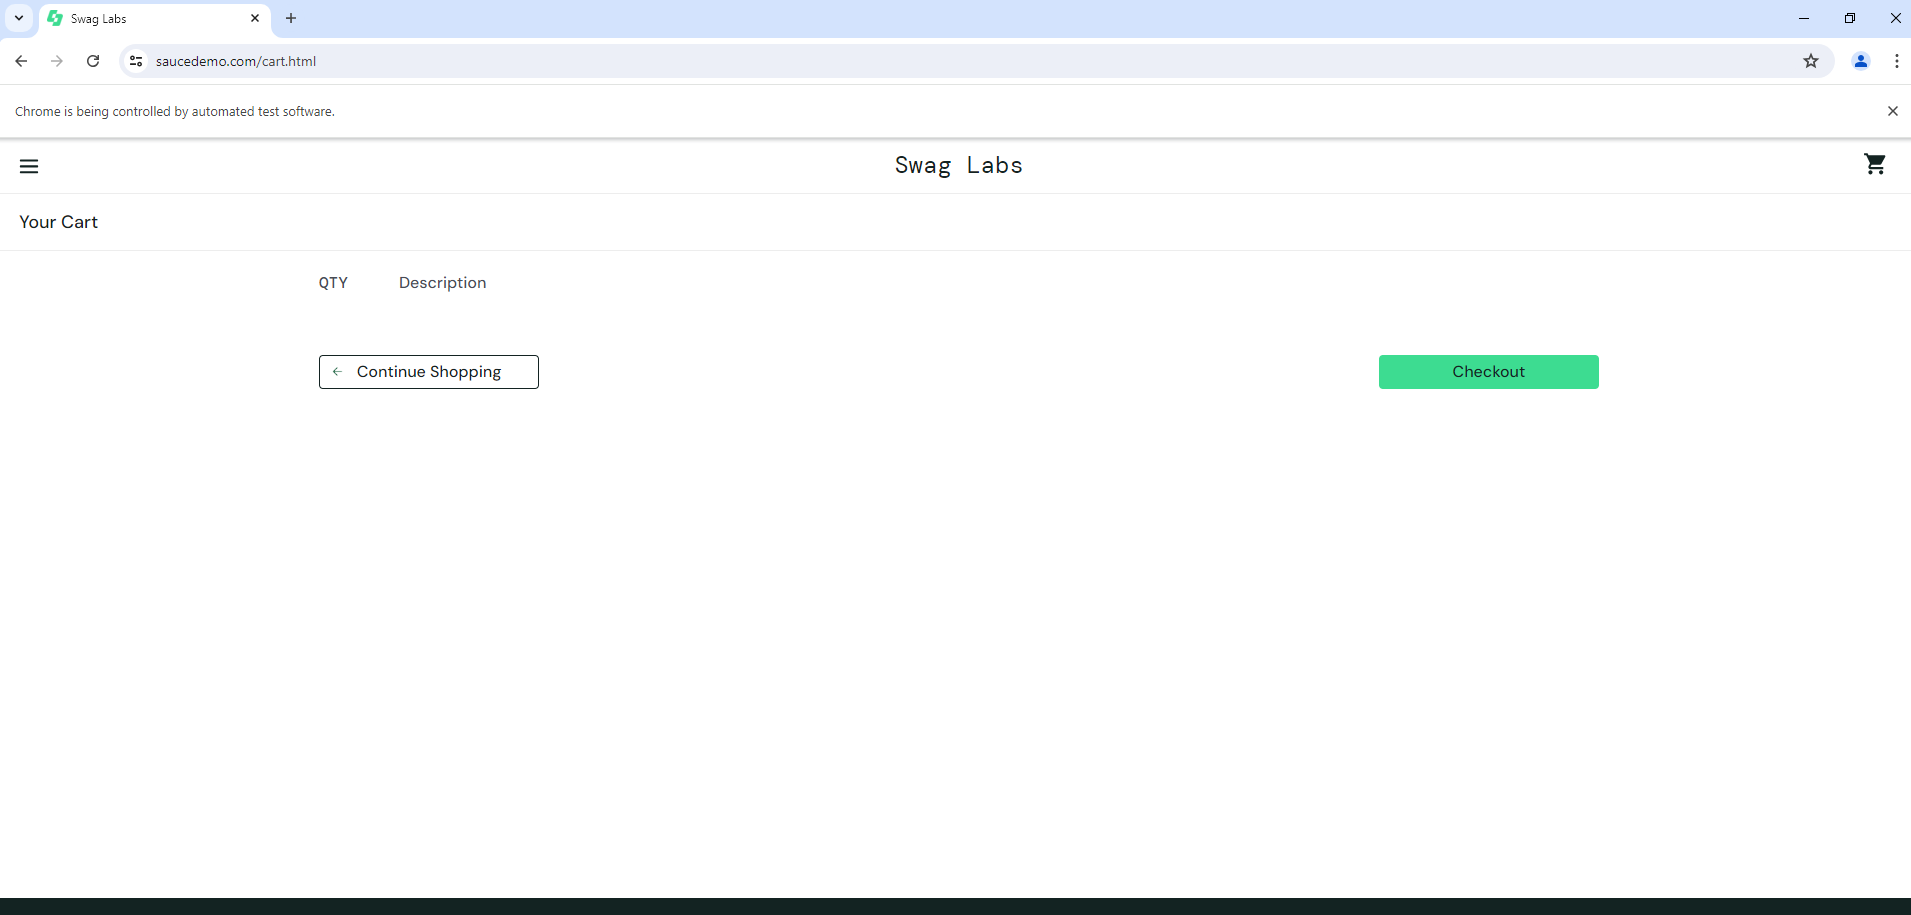 Swag Labs
saucedemo.com/cart.html
Chrome is being controlled by automated test software.
Swag Labs
Your Cart
QTY Description
Continue Shopping
Checkout